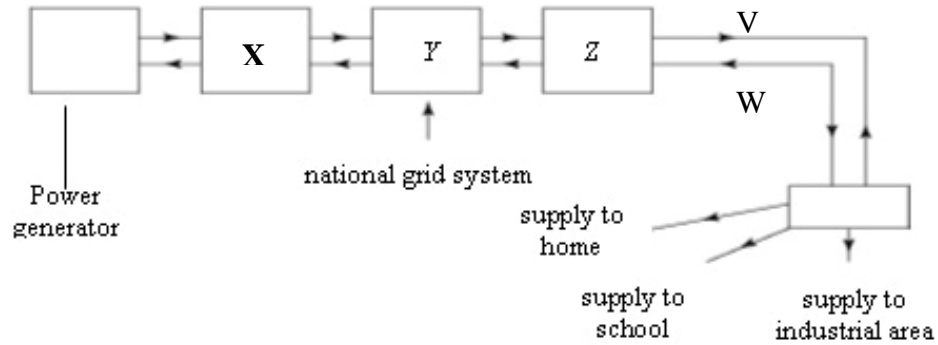 V
X
Y
Z
W
national grid system
Power
generator
supply to
home
supply to
school
supply to
industrial area